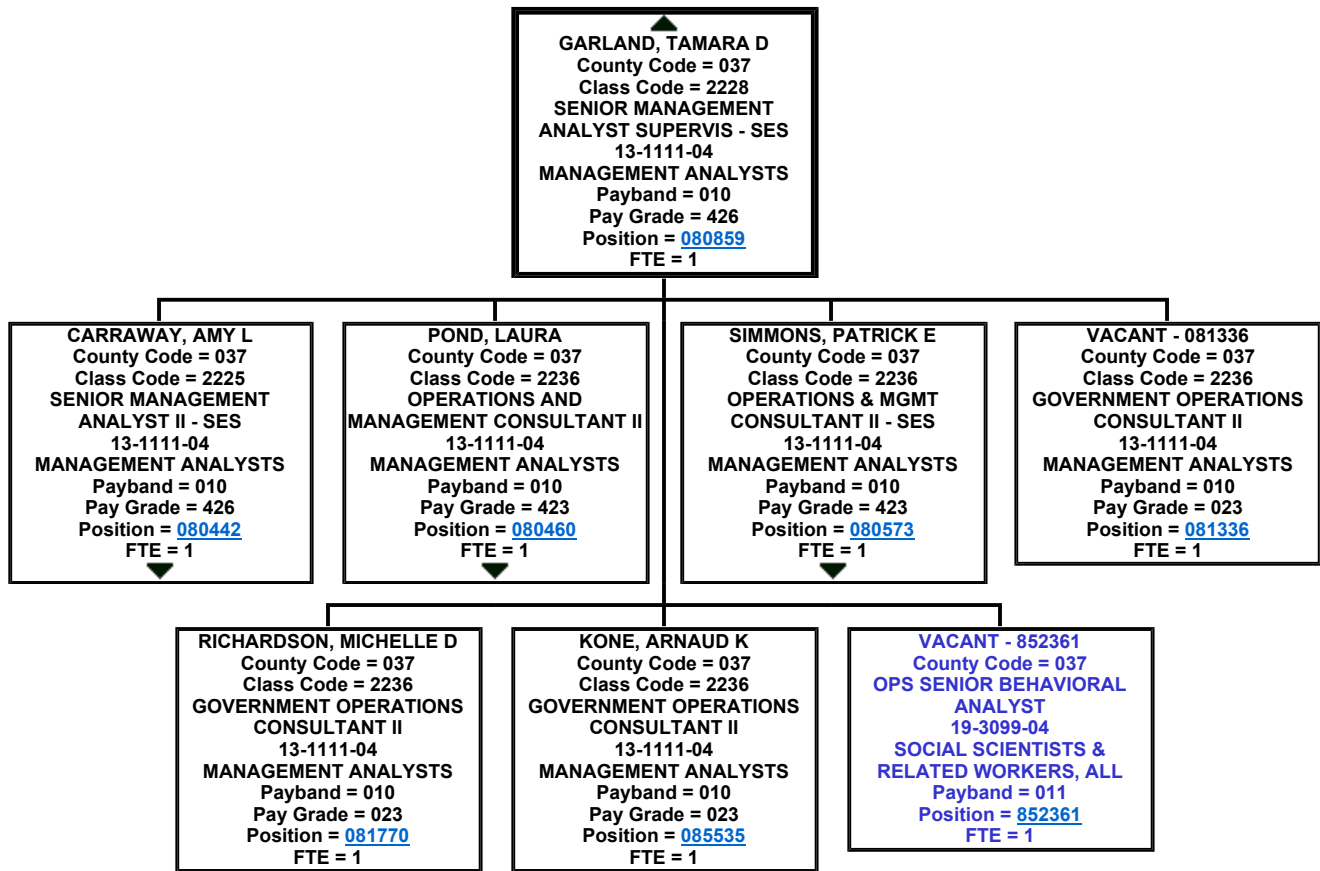 GARLAND, TAMARA D
County Code = 037
Class Code = 2228
SENIOR MANAGEMENT
ANALYST SUPERVIS - SES
13-1111-04
MANAGEMENT ANALYSTS
Payband = 010
Pay Grade = 426
Position = 080859
FTE = 1
CARRAWAY, AMY L
County Code = 037
Class Code = 2225
SENIOR MANAGEMENT
ANALYST II - SES
13-1111-04
MANAGEMENT ANALYSTS
Payband = 010
Pay Grade = 426
Position = 080442
FTE = 1
POND, LAURA
County Code = 037
Class Code = 2236
OPERATIONS AND
MANAGEMENT CONSULTANT II
13-1111-04
MANAGEMENT ANALYSTS
Payband = 010
Pay Grade = 423
Position = 080460
FTE = 1
SIMMONS, PATRICK E
County Code = 037
Class Code = 2236
OPERATIONS & MGMT
CONSULTANT II - SES
13-1111-04
MANAGEMENT ANALYSTS
Payband = 010
Pay Grade = 423
Position = 080573
FTE = 1
VACANT - 081336
County Code = 037
Class Code = 2236
GOVERNMENT OPERATIONS
CONSULTANT II
13-1111-04
MANAGEMENT ANALYSTS
Payband = 010
Pay Grade = 023
Position = 081336
FTE = 1
RICHARDSON, MICHELLE D
County Code = 037
Class Code = 2236
GOVERNMENT OPERATIONS
CONSULTANT II
13-1111-04
MANAGEMENT ANALYSTS
Payband = 010
Pay Grade = 023
Position = 081770
FTE = 1
KONE, ARNAUD K
County Code = 037
Class Code = 2236
GOVERNMENT OPERATIONS
CONSULTANT II
13-1111-04
MANAGEMENT ANALYSTS
Payband = 010
Pay Grade = 023
Position = 085535
FTE = 1
VACANT - 852361
County Code = 037
OPS SENIOR BEHAVIORAL
ANALYST
19-3099-04
SOCIAL SCIENTISTS &
RELATED WORKERS, ALL
Payband = 011
Position = 852361
FTE = 1